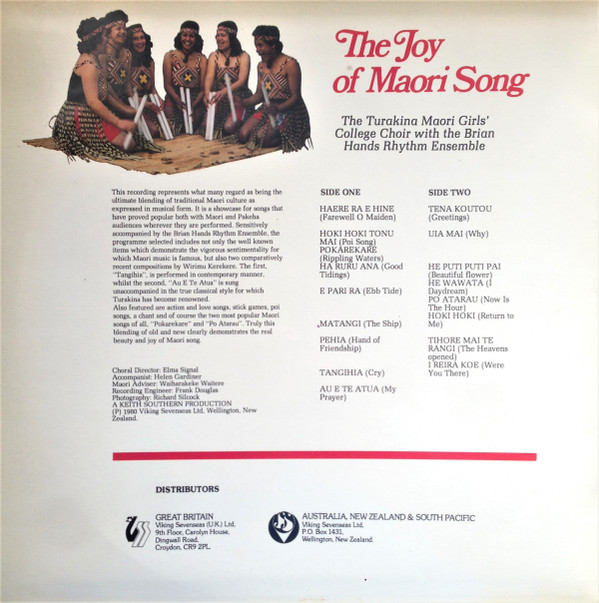 The Joy
of Maori Song
The Turakina Maori Girls'
College Choir with the Brian
Hands Rhythm Ensemble
This recording represents what many regard as being the
ultimate blending of traditional Maori culture as
expressed in musical form. It is a showcase for songs that
have proved popular both with Maori and Pakeha
audiences wherever they are performed. Sensitively
accompanied by the Brian Hands Rhythm Ensemble, the
programme selected includes not only the well known
items which demonstrate the vigorous sentimentality for
which Maori music is famous, but also two comparatively
recent compositions by Wirimu Kerekere. The first,
"Tangihia", is performed in contemporary manner,
whilst the second, "Au E Te Atua" is sung
unaccompanied in the true classical style for which
Turakina has become renowned.
Also featured are action and love songs, stick games, poi
songs, a chant and of course the two most popular Maori
songs of all, "Pokarekare" and "Po Atarau". Truly this
blending of old and new clearly demonstrates the real
beauty and joy of Maori song.
Choral Director: Elma Signal
Accompanist: Helen Gardiner
Maori Adviser: Waiharakeke Waitere
Recording Engineer: Frank Douglas
Photography: Richard Silcock
A KEITH SOUTHERN PRODUCTION
(P) 1980 Viking Sevenseas Ltd, Wellington, New
Zealand.
SIDE ONE
HAERE RA E HINE
(Farewell O Maiden)
HOKI HOKI TONU
MAI (Poi Song)
POKAREKARE
(Rippling Waters)
HA RURU ANA (Good
Tidings)
E PARI RA (Ebb Tide)
MATANGI (The Ship)
PEHIA (Hand of
Friendship)
TANGIHIA (Cry)
AU E TE ATUA (My
Prayer)
SIDE TWO
TENA KOUTOU
(Greetings)
UIA MAI (Why)
HE PUTI PUTI PAI
(Beautiful flower)
HE WAWATA (I
Daydream)
PO ATARAU (Now Is
The Hour)
HOKI HOKI (Return to
Me)
TIHORE MAI TE
RANGI (The Heavens
opened)
I REIRA KOE (Were
You There)
DISTRIBUTORS
GREAT BRITAIN
Viking Sevenseas (U.K.) Ltd,
9th Floor, Carolyn House,
Dingwall Road,
Croydon, CR9 2PL.
AUSTRALIA, NEW ZEALAND & SOUTH PACIFIC
Viking Sevenseas Ltd,
P.O. Box 1431,
Wellington, New Zealand.